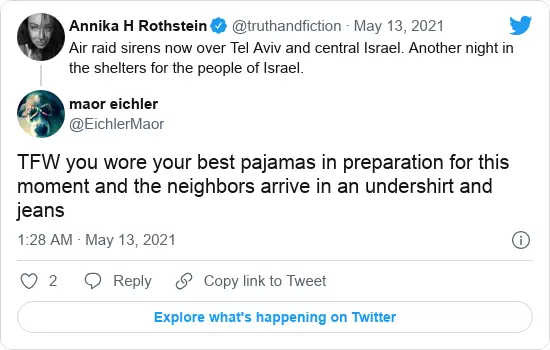 Annika H Rothstein @truthandfiction · May 13, 2021
Air raid sirens now over Tel Aviv and central Israel. Another night in
the shelters for the people of Israel.
maor eichler
@EichlerMaor
TFW you wore your best pajamas in preparation for this
moment and the neighbors arrive in an undershirt and
jeans
1:28 AM · May 13, 2021
2 Reply Copy link to Tweet
Explore what's happening on Twitter